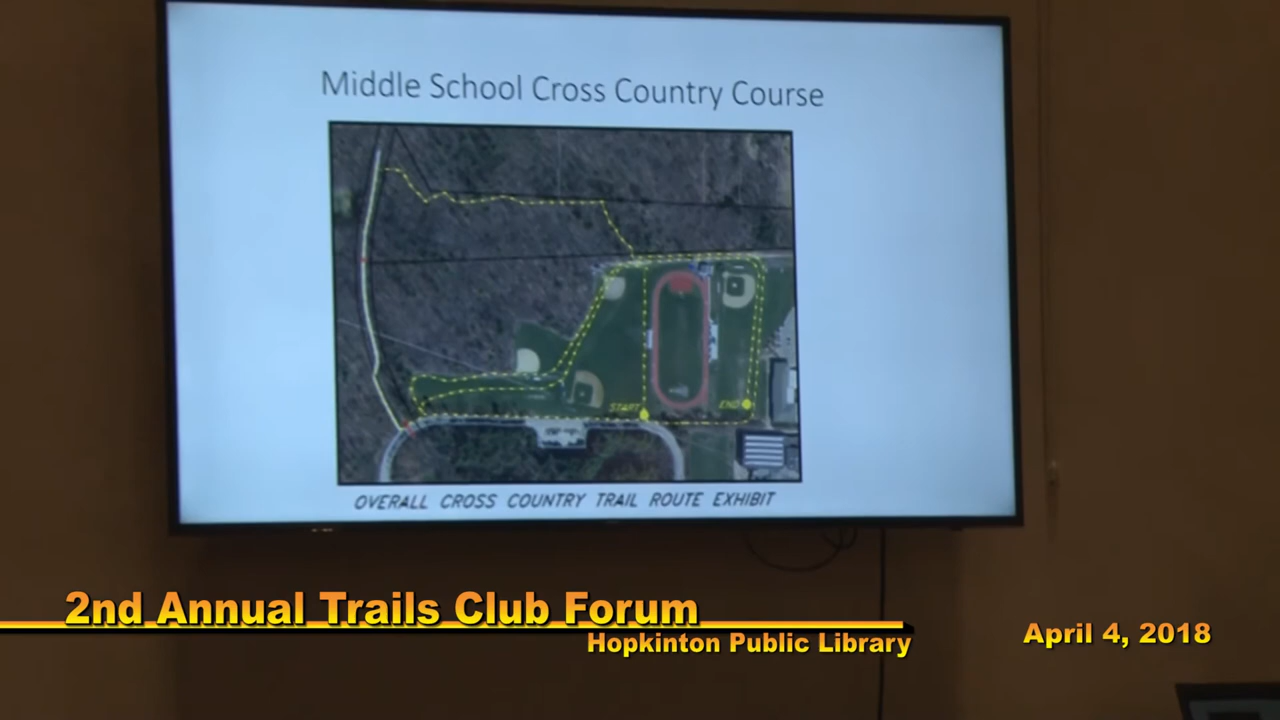 Middle School Cross Country Course
START
END
OVERALL CROSS COUNTRY TRAIL ROUTE EXHIBIT
2nd Annual Trails Club Forum
Hopkinton Public Library
April 4, 2018